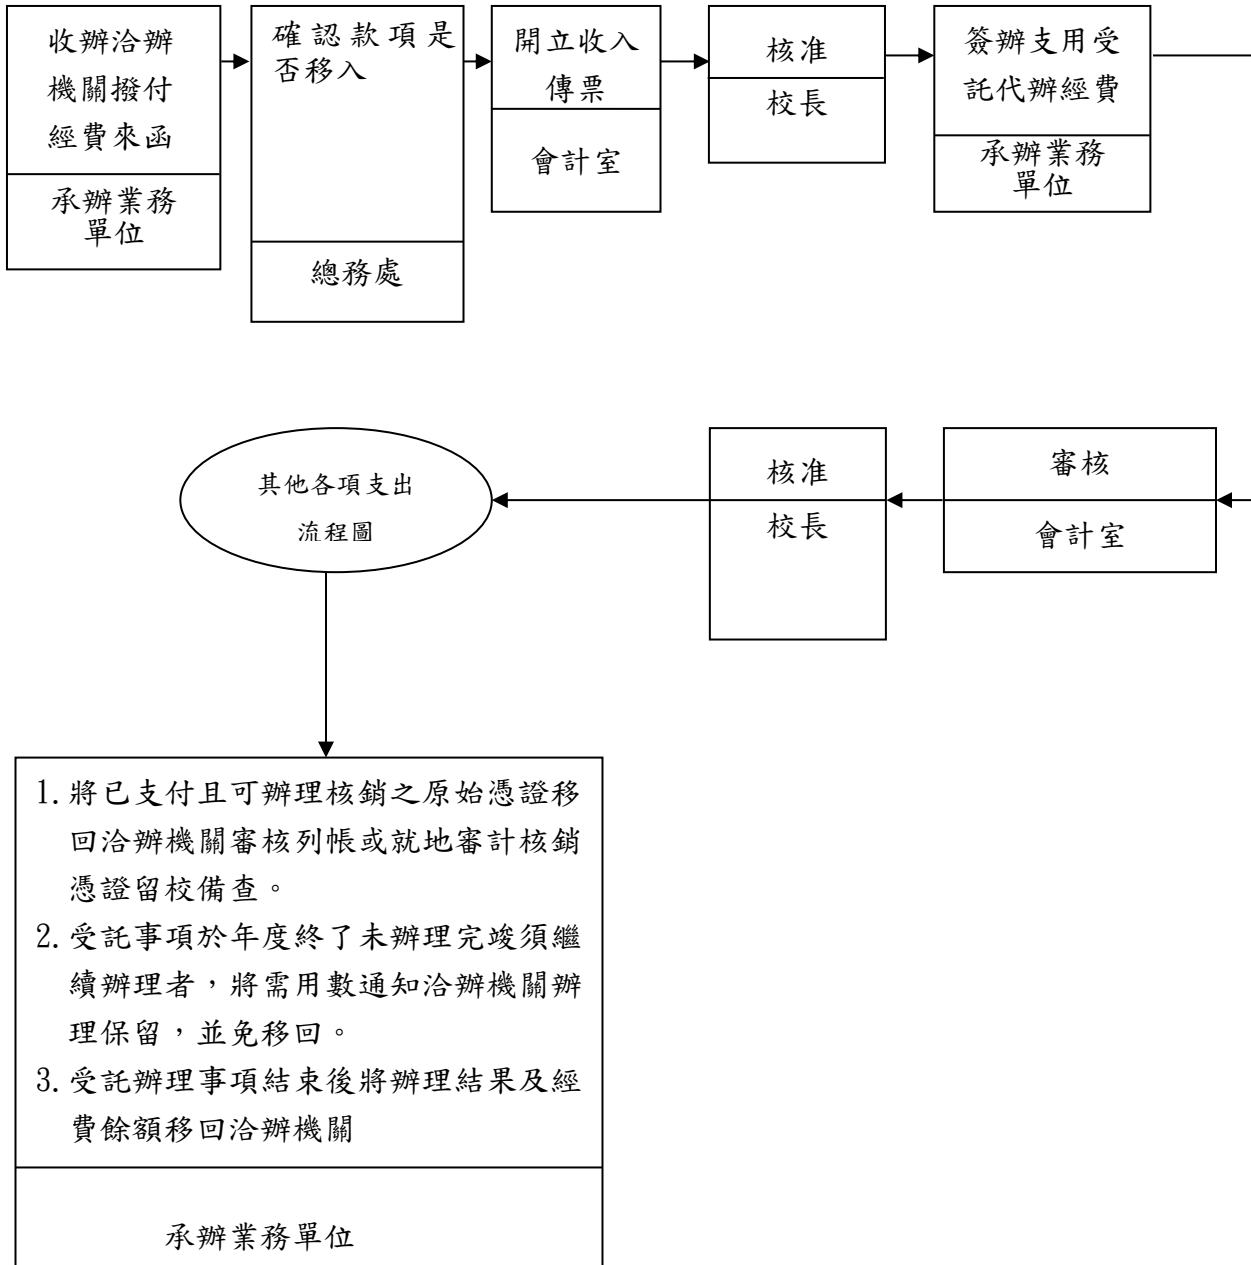 收辦洽辦
機關撥付
經費來函
承辦業務
單位
確認款項是
否移入
總務處
開立收入
傳票
會計室
核准
校長
簽辦支用受
託代辦經費
承辦業務
單位
審核
會計室
核准
校長
其他各項支出
流程圖
1. 將已支付且可辦理核銷之原始憑證移
回洽辦機關審核列帳或就地審計核銷
憑證留校備查。
2. 受託事項於年度終了未辦理完竣須繼
續辦理者，將需用數通知洽辦機關辦
理保留，並免移回。
3. 受託辦理事項結束後將辦理結果及經
費餘額移回洽辦機關
承辦業務單位